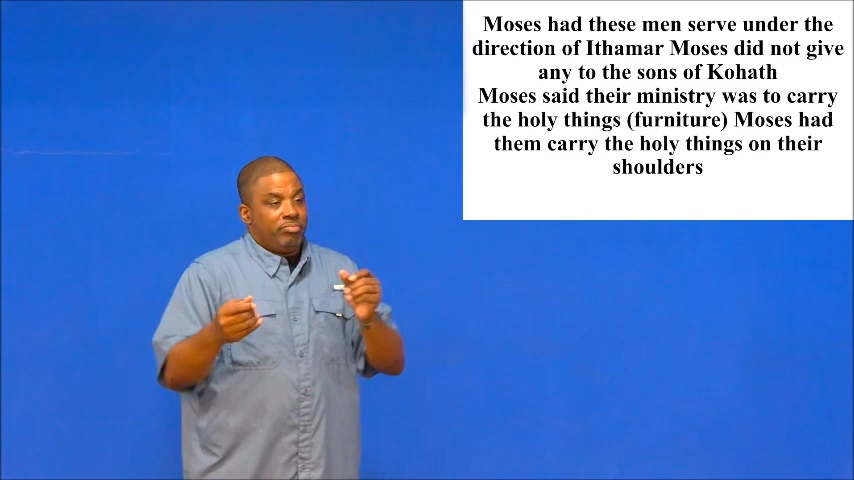 Moses had these men serve under the
direction of Ithamar Moses did not give
any to the sons of Kohath
Moses said their ministry was to carry
the holy things (furniture) Moses had
them carry the holy things on their
shoulders